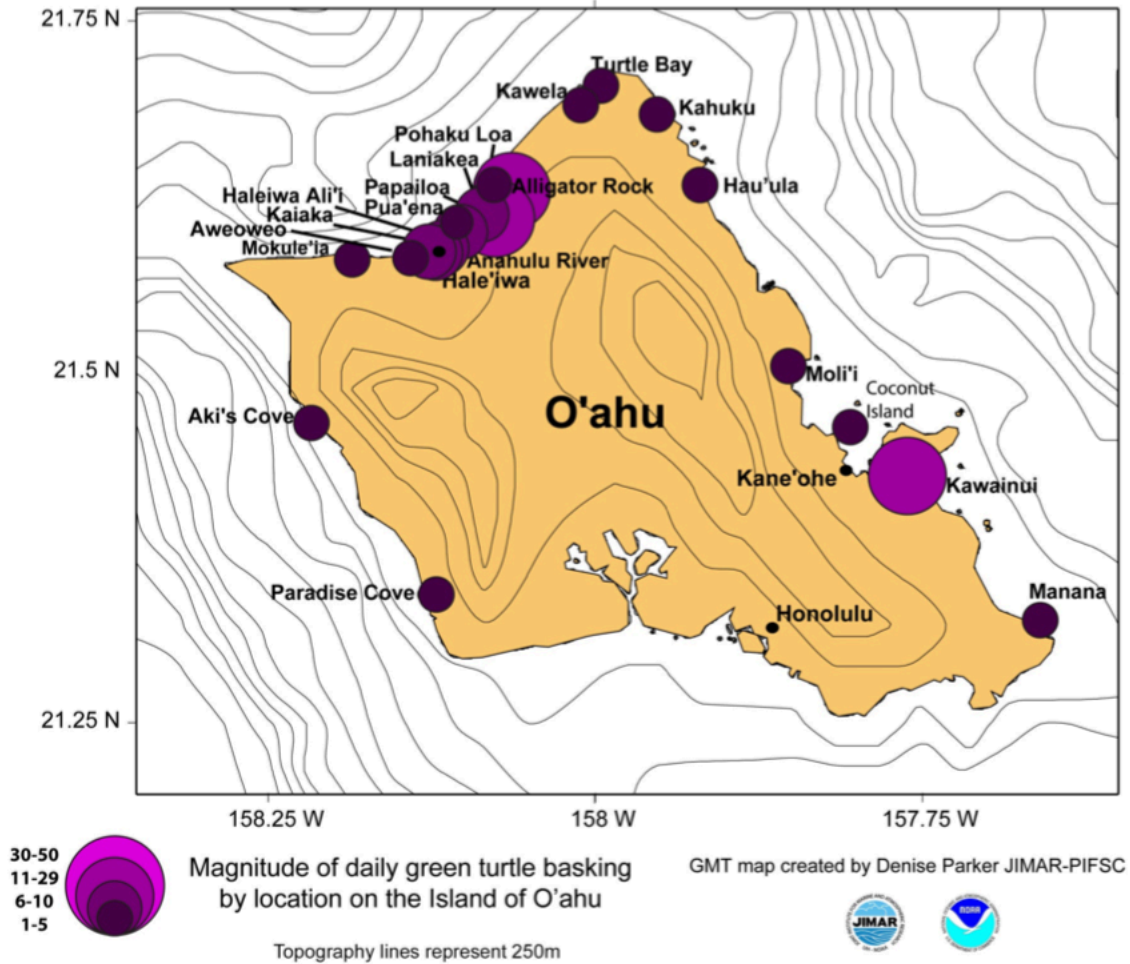 21.75 N
Turtle Bay
Kawela
Kahuku
Pohaku Loa
Laniakea
Alligator Rock
Hau'ula
Papailoa
Haleiwa Ali'i
Pua'ena
Kaiaka
Aweoweo
Mokule'ia
Anahulu River
Hale'iwa
21.5 N
Moli'i
Coconut
Island
O'ahu
Aki's Cove
Kane'ohe
Kawainui
Paradise Cove
Manana
Honolulu
21.25 N
158.25 W
158 W
157.75 W
30-50
11-29
6-10
1-5
Magnitude of daily green turtle basking
by location on the Island of O'ahu
Topography lines represent 250m
GMT map created by Denise Parker JIMAR-PIFSC
JIMAR
NOAA